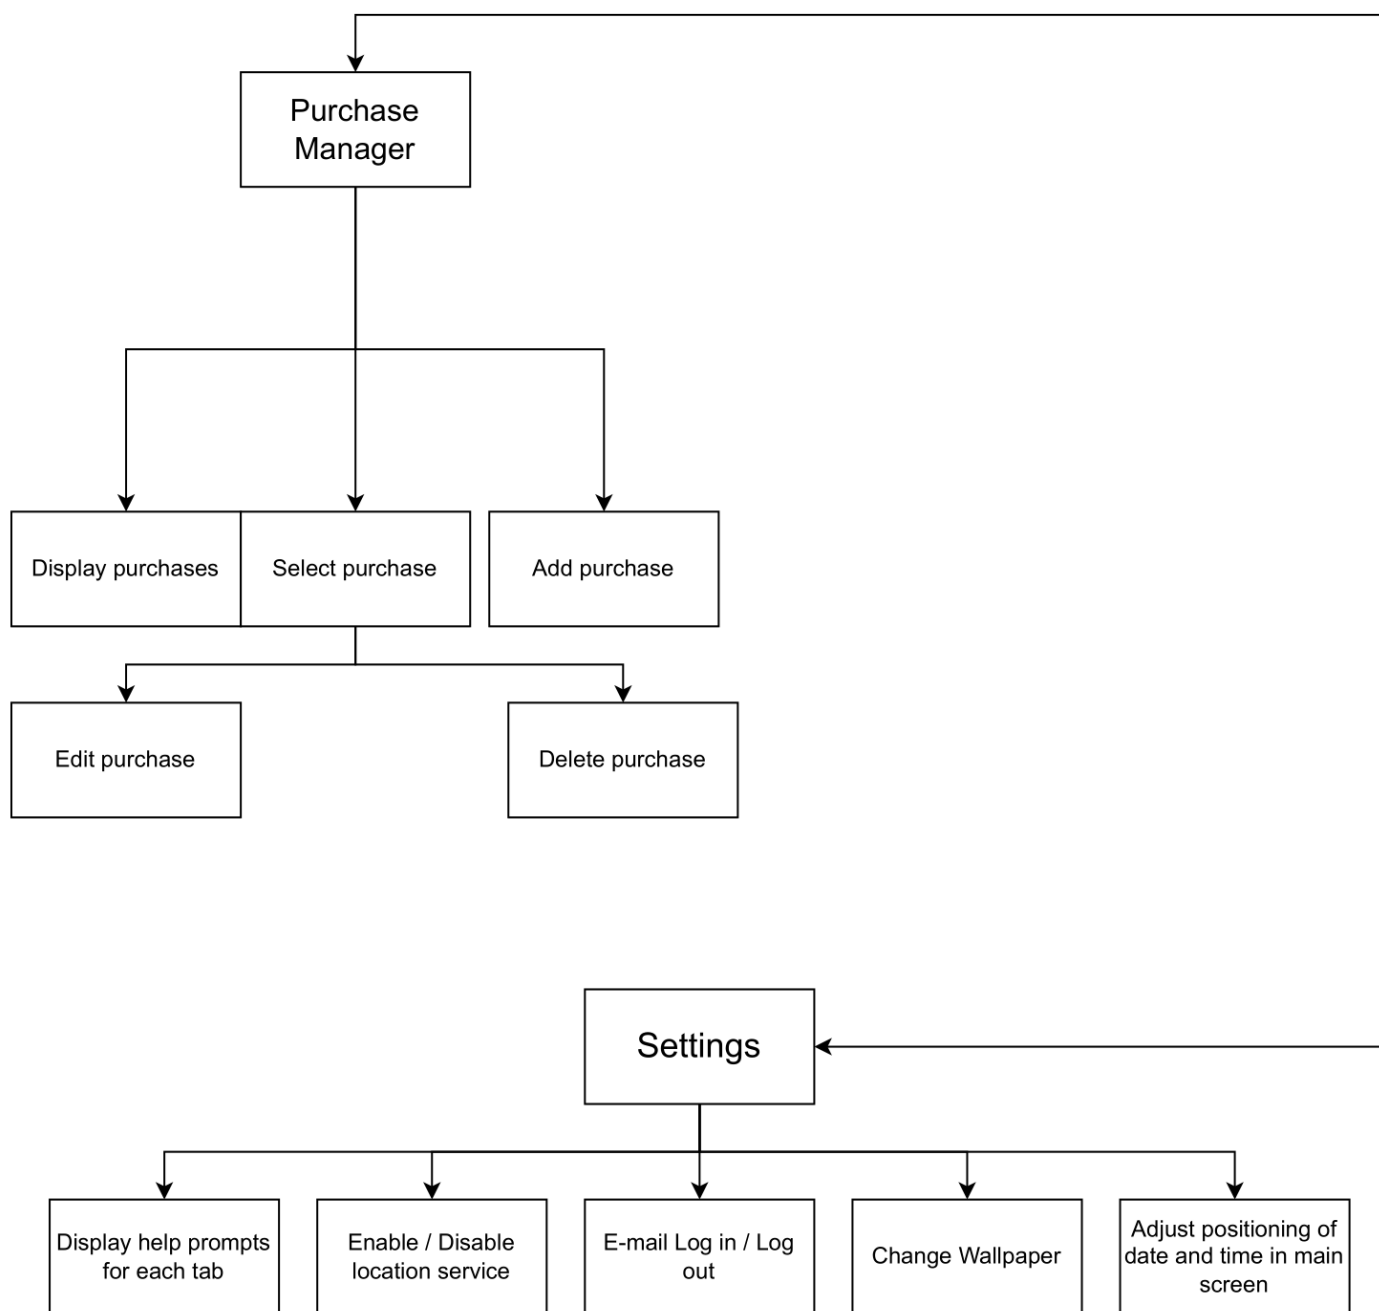 Purchase
Manager
Display purchases
Select purchase
Add purchase
Edit purchase
Delete purchase
Settings
Display help prompts
for each tab
Enable / Disable
location service
E-mail Log in / Log
out
Change Wallpaper
Adjust positioning of
date and time in main
screen